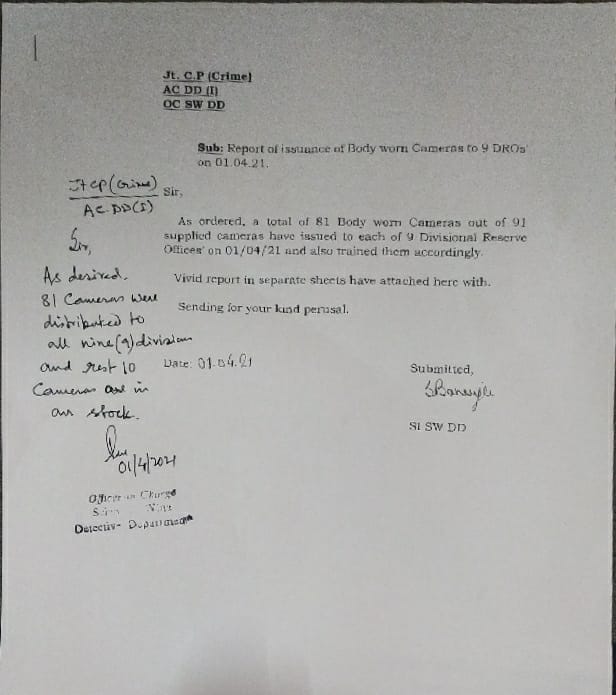 Jt. C.P (Crime)
AC DD (I)
OC SW DD
Sub: Report of issuance of Body worn Cameras to 9 DROs'
on 01.04.21.
Sir,
As ordered, a total of 81 Body worn Cameras out of 91
supplied cameras have issued to each of 9 Divisional Reserve
Offices' on 01/04/21 and also trained them accordingly.
Vivid report in separate sheets have attached here with.
Sending for your kind perusal.
Date: 01.04.21
Submitted,
SBanerjee
SI SW DD
Jt CP (Crime)
AC. DD(I)
Sir,
As desired.
81 Cameras were
distributed to
all nine(9) division
and rest 10
Cameras are in
our stock.
01/4/2021
Officer in Charge
Detective Department